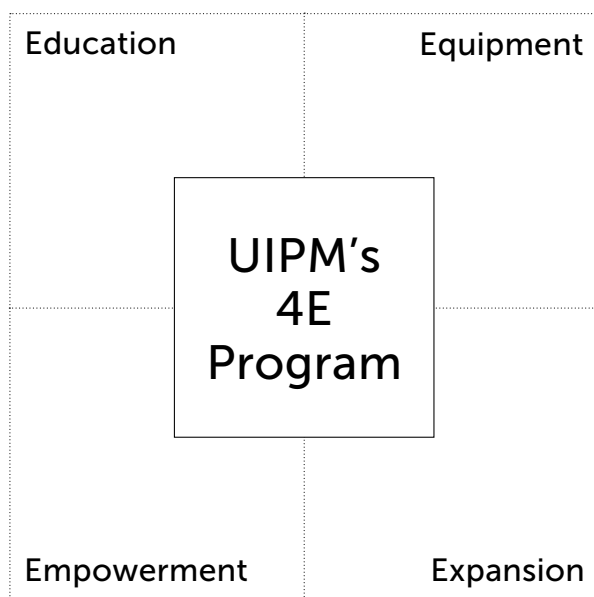 Education
Equipment
UIPM’s
4E
Program
Empowerment
Expansion